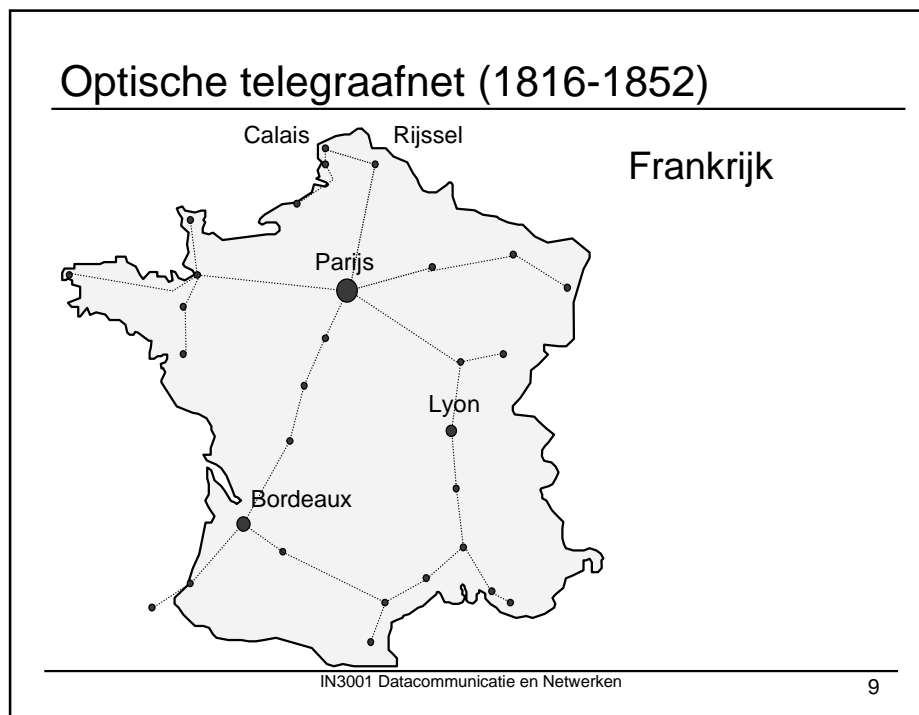 Optische telegraafnet (1816-1852)
Calais Rijssel
Frankrijk
Parijs
Lyon
Bordeaux
IN3001 Datacommunicatie en Netwerken
9